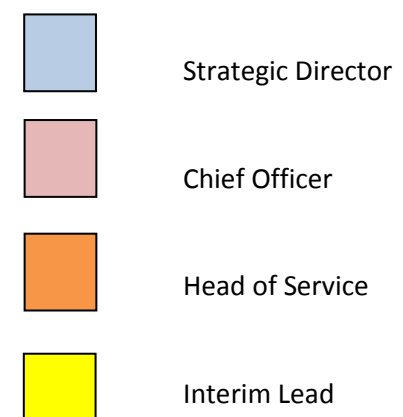 Strategic Director
Chief Officer
Head of Service
Interim Lead